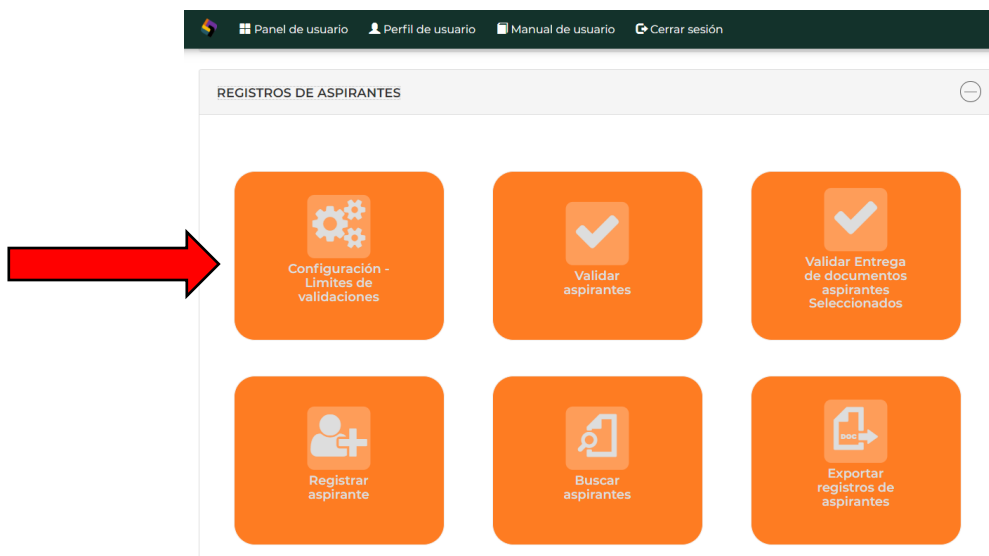 Panel de usuario Perfil de usuario Manual de usuario Cerrar sesión
REGISTROS DE ASPIRANTES
Configuración -
Limites de
validaciones
Validar
aspirantes
Validar Entrega
de documentos
aspirantes
Seleccionados
Registrar
aspirante
Buscar
aspirantes
DOC
Exportar
registros de
aspirantes